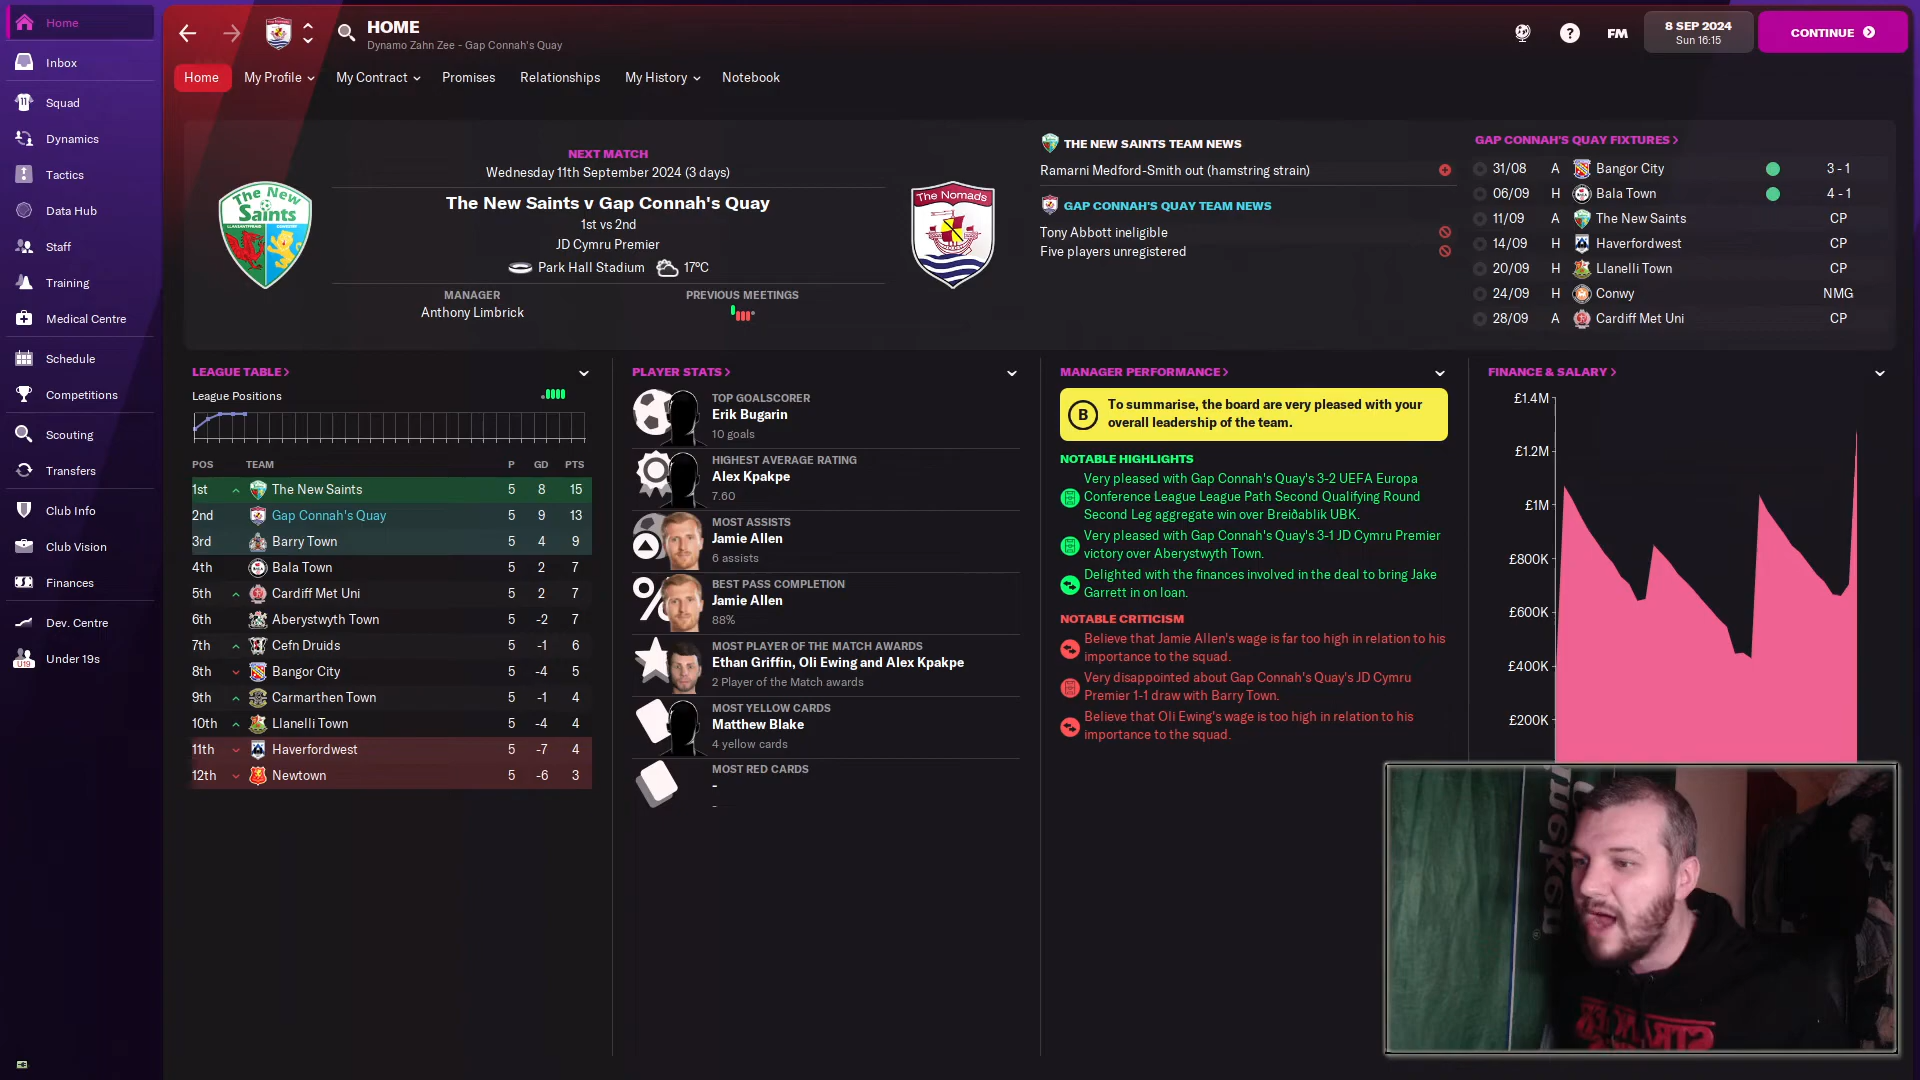 Home
Inbox
Squad
Dynamics
Tactics
Data Hub
Staff
Training
Medical Centre
Schedule
Competitions
Scouting
Transfers
Club Info
Club Vision
Finances
Dev. Centre
U19 Under 19s
HOME
Dynamo Zahn Zee - Gap Connah's Quay
? FM
8 SEP 2024
Sun 16:15
CONTINUE
Home My Profile My Contract Promises Relationships My History Notebook
NEXT MATCH
Wednesday 11th September 2024 (3 days)
The New Saints v Gap Connah's Quay
1st vs 2nd
JD Cymru Premier
Park Hall Stadium 17ºC
MANAGER
Anthony Limbrick
PREVIOUS MEETINGS
The New Saints
The Nomads
THE NEW SAINTS TEAM NEWS
Ramarni Medford-Smith out (hamstring strain)
GAP CONNAH'S QUAY TEAM NEWS
Tony Abbott ineligible
Five players unregistered
GAP CONNAH'S QUAY FIXTURES >
31/08 A Bangor City 3 - 1
06/09 H Bala Town 4 - 1
11/09 A The New Saints CP
14/09 H Haverfordwest CP
20/09 H Llanelli Town CP
24/09 H Conwy NMG
28/09 A Cardiff Met Uni CP
LEAGUE TABLE >
League Positions
POS TEAM P GD PTS
1st The New Saints 5 8 15
2nd Gap Connah's Quay 5 9 13
3rd Barry Town 5 4 9
4th Bala Town 5 2 7
5th Cardiff Met Uni 5 2 7
6th Aberystwyth Town 5 -2 7
7th Cefn Druids 5 -1 6
8th Bangor City 5 -4 5
9th Carmarthen Town 5 -1 4
10th Llanelli Town 5 -4 4
11th Haverfordwest 5 -7 4
12th Newtown 5 -6 3
PLAYER STATS >
TOP GOALSCORER
Erik Bugarin
10 goals
HIGHEST AVERAGE RATING
Alex Kpakpe
7.60
MOST ASSISTS
Jamie Allen
6 assists
BEST PASS COMPLETION
Jamie Allen
88%
MOST PLAYER OF THE MATCH AWARDS
Ethan Griffin, Oli Ewing and Alex Kpakpe
2 Player of the Match awards
MOST YELLOW CARDS
Matthew Blake
4 yellow cards
MOST RED CARDS
-
-
MANAGER PERFORMANCE >
B
To summarise, the board are very pleased with your
overall leadership of the team.
NOTABLE HIGHLIGHTS
Very pleased with Gap Connah's Quay's 3-2 UEFA Europa
Conference League League Path Second Qualifying Round
Second Leg aggregate win over Breiðablik UBK.
Very pleased with Gap Connah's Quay's 3-1 JD Cymru Premier
victory over Aberystwyth Town.
Delighted with the finances involved in the deal to bring Jake
Garrett in on loan.
NOTABLE CRITICISM
Believe that Jamie Allen's wage is far too high in relation to his
importance to the squad.
Very disappointed about Gap Connah's Quay's JD Cymru
Premier 1-1 draw with Barry Town.
Believe that Oli Ewing's wage is too high in relation to his
importance to the squad.
FINANCE & SALARY >
£1.4M
£1.2M
£1M
£800K
£600K
£400K
£200K